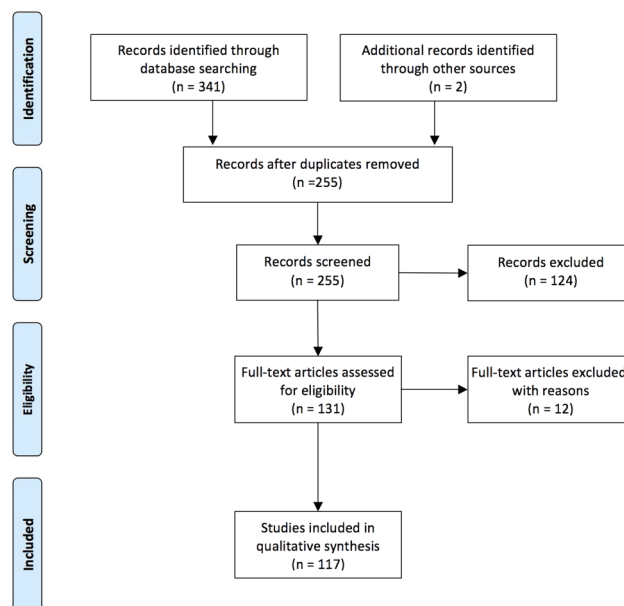 Identification
Records identified through
database searching
(n = 341)
Additional records identified
through other sources
(n = 2)
Records after duplicates removed
(n =255)
Screening
Records screened
(n = 255)
Records excluded
(n = 124)
Eligibility
Full-text articles assessed
for eligibility
(n = 131)
Full-text articles excluded
with reasons
(n = 12)
Included
Studies included in
qualitative synthesis
(n = 117)